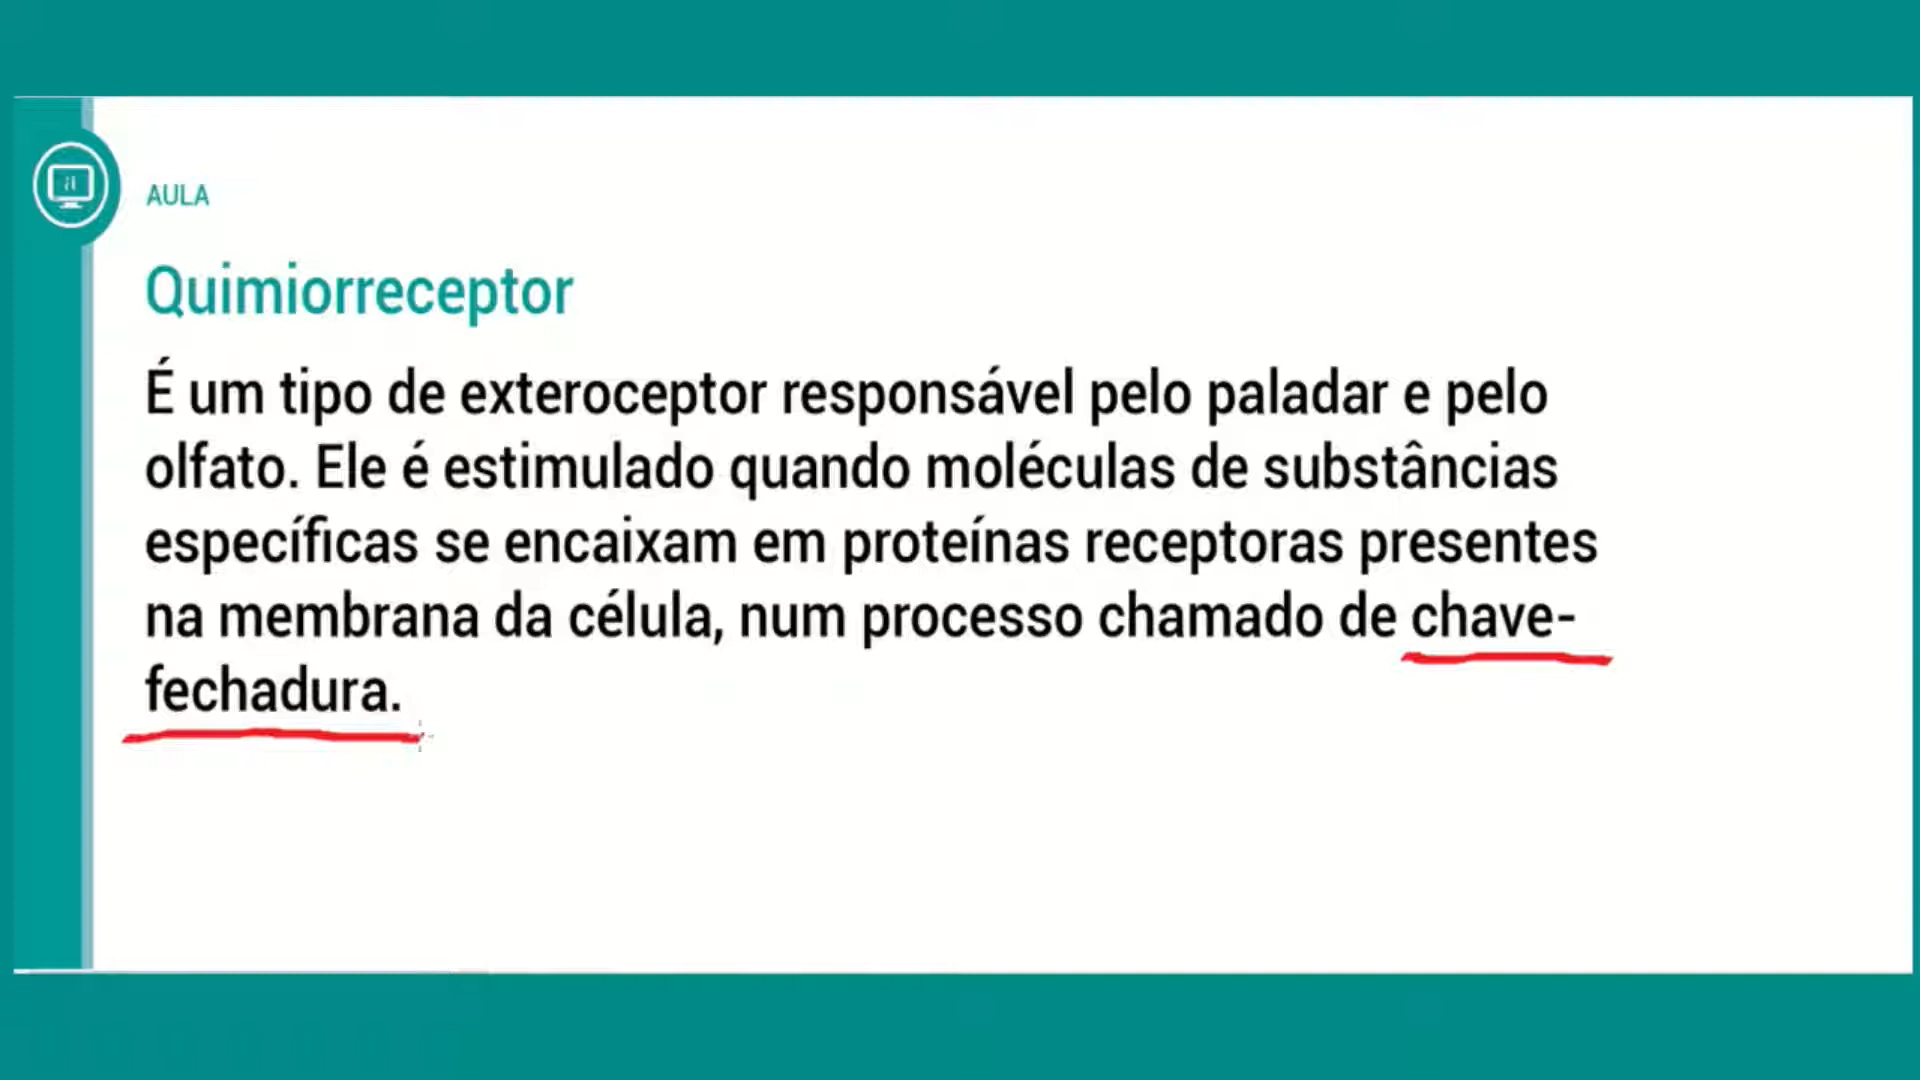 AULA
Quimiorreceptor
É um tipo de exteroceptor responsável pelo paladar e pelo
olfato. Ele é estimulado quando moléculas de substâncias
específicas se encaixam em proteínas receptoras presentes
na membrana da célula, num processo chamado de chave-
fechadura.